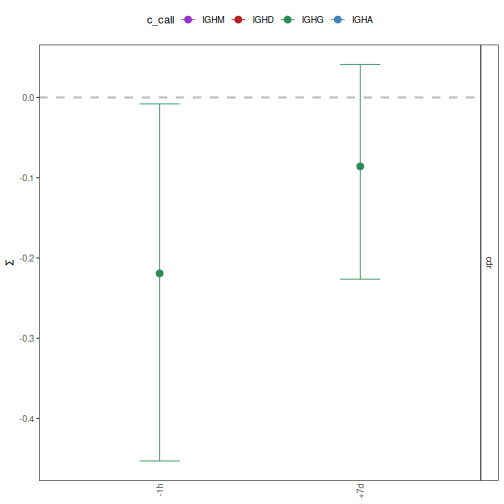 c_call IGHM IGHD IGHG IGHA
0.0
-0.1
-0.2
-0.3
-0.4
Σ
cdr
-1h +7d